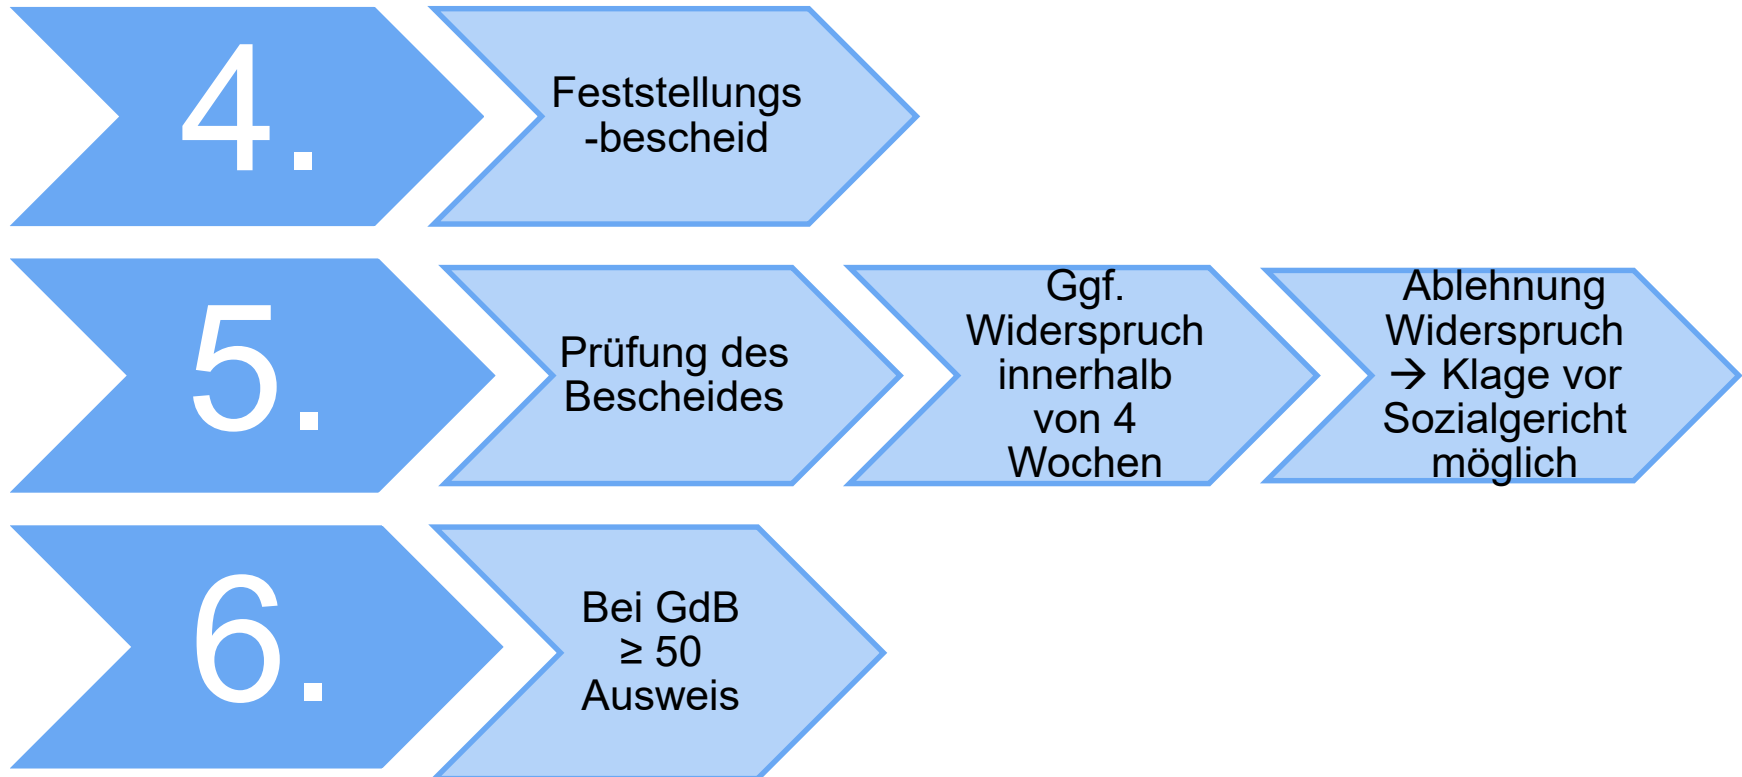 4.
Feststellungs
-bescheid
5.
Prüfung des
Bescheides
Ggf.
Widerspruch
innerhalb
von 4
Wochen
Ablehnung
Widerspruch
→ Klage vor
Sozialgericht
möglich
6.
Bei GdB
≥ 50
Ausweis